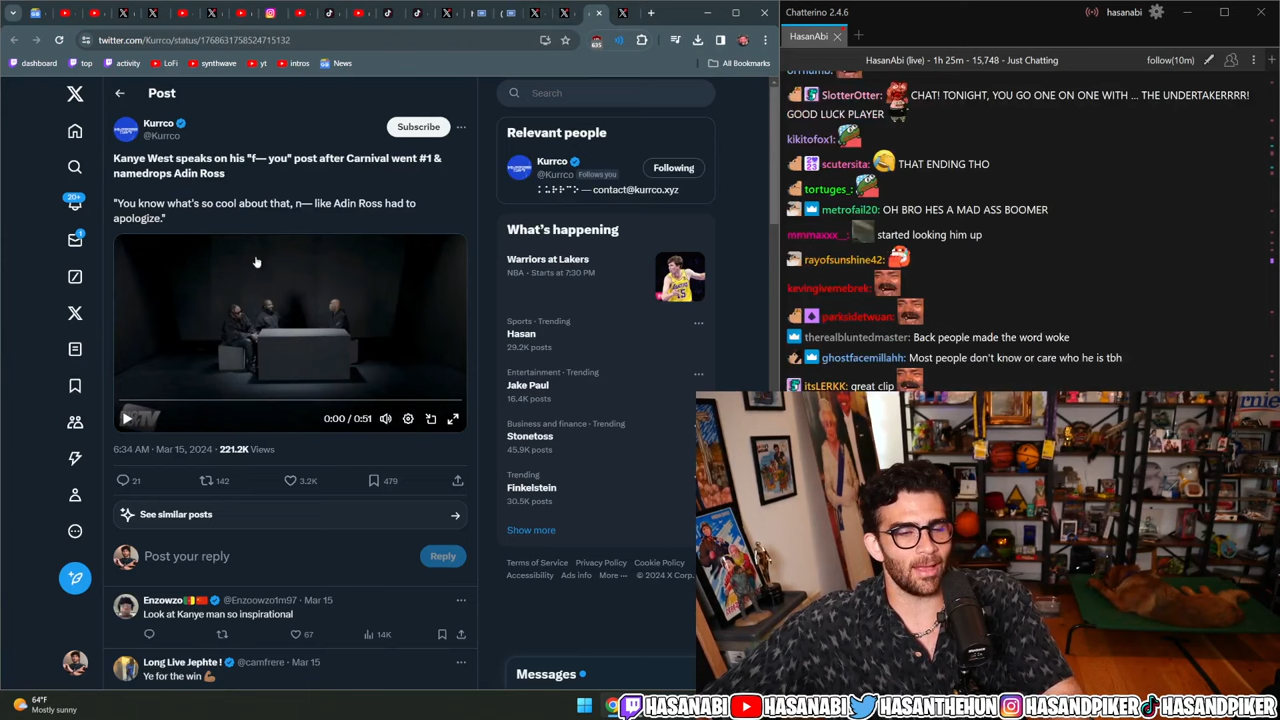 twitter.com/Kurrco/status/1768631758524715132
dashboard
top
activity
LoFi
synthwave
yt
intros
News
All Bookmarks
635
Post
Kurrco
@Kurrco
Subscribe
Kanye West speaks on his "f— you" post after Carnival went #1 &
namedrops Adin Ross
"You know what's so cool about that, n— like Adin Ross had to
apologize."
0:00 / 0:51
6:34 AM · Mar 15, 2024 · 221.2K Views
21
142
3.2K
479
See similar posts
Post your reply
Reply
Enzowzo @Enzoowzo1m97 · Mar 15
Look at Kanye man so inspirational
67
14K
Long Live Jephte ! @camfrere · Mar 15
Ye for the win
20+
1
Search
Relevant people
Kurrco
@Kurrco Follows you
Following
contact@kurrco.xyz
What's happening
Warriors at Lakers
NBA · Starts at 7:30 PM
Sports · Trending
Hasan
29.2K posts
Entertainment · Trending
Jake Paul
16.4K posts
Business and finance · Trending
Stonetoss
45.9K posts
Trending
Finkelstein
30.5K posts
Show more
Terms of Service Privacy Policy Cookie Policy
Accessibility Ads info More ··· © 2024 X Corp.
Messages
Chatterino 2.4.6
hasanabi
HasanAbi
HasanAbi (live) - 1h 25m - 15,748 - Just Chatting
follow(10m)
SlotterOtter: CHAT! TONIGHT, YOU GO ONE ON ONE WITH ... THE UNDERTAKERRRR!
GOOD LUCK PLAYER
kikitofox1:
scutersita: THAT ENDING THO
tortuges_:
metrofail20: OH BRO HES A MAD ASS BOOMER
mmmaxxx__: started looking him up
rayofsunshine42:
kevingivemebrek:
parksidetwuan:
therealbluntedmaster: Back people made the word woke
ghostfacemillahh: Most people don't know or care who he is tbh
itsLERKK: great clip
64°F
Mostly sunny
HASANABI
HASANABI
HASANTHEHUN
HASANDPIKER
HASANDPIKER